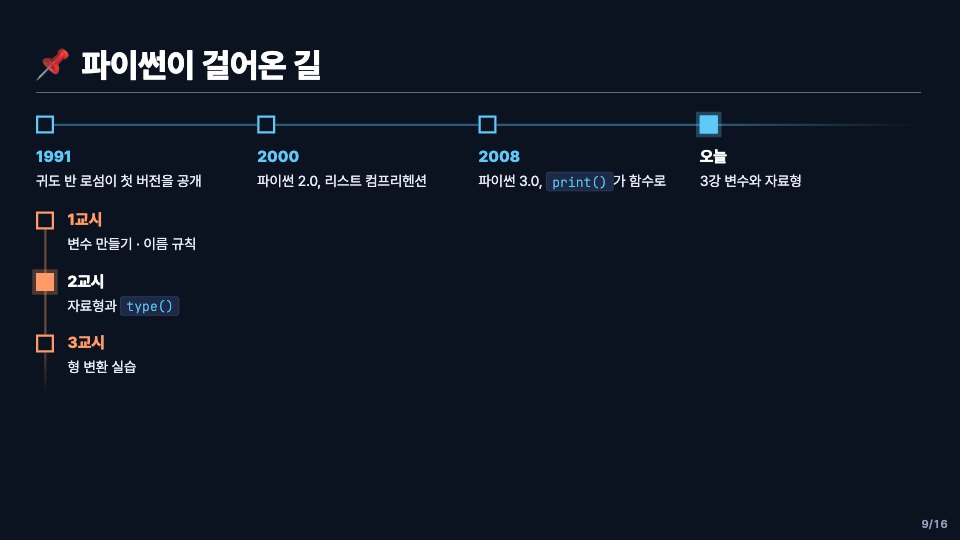 📌 파이썬이 걸어온 길
1991
귀도 반 로섬이 첫 버전을 공개
2000
파이썬 2.0, 리스트 컴프리헨션
2008
파이썬 3.0, print()가 함수로
오늘
3강 변수와 자료형
1교시
변수 만들기 · 이름 규칙
2교시
자료형과 type()
3교시
형 변환 실습
9/16